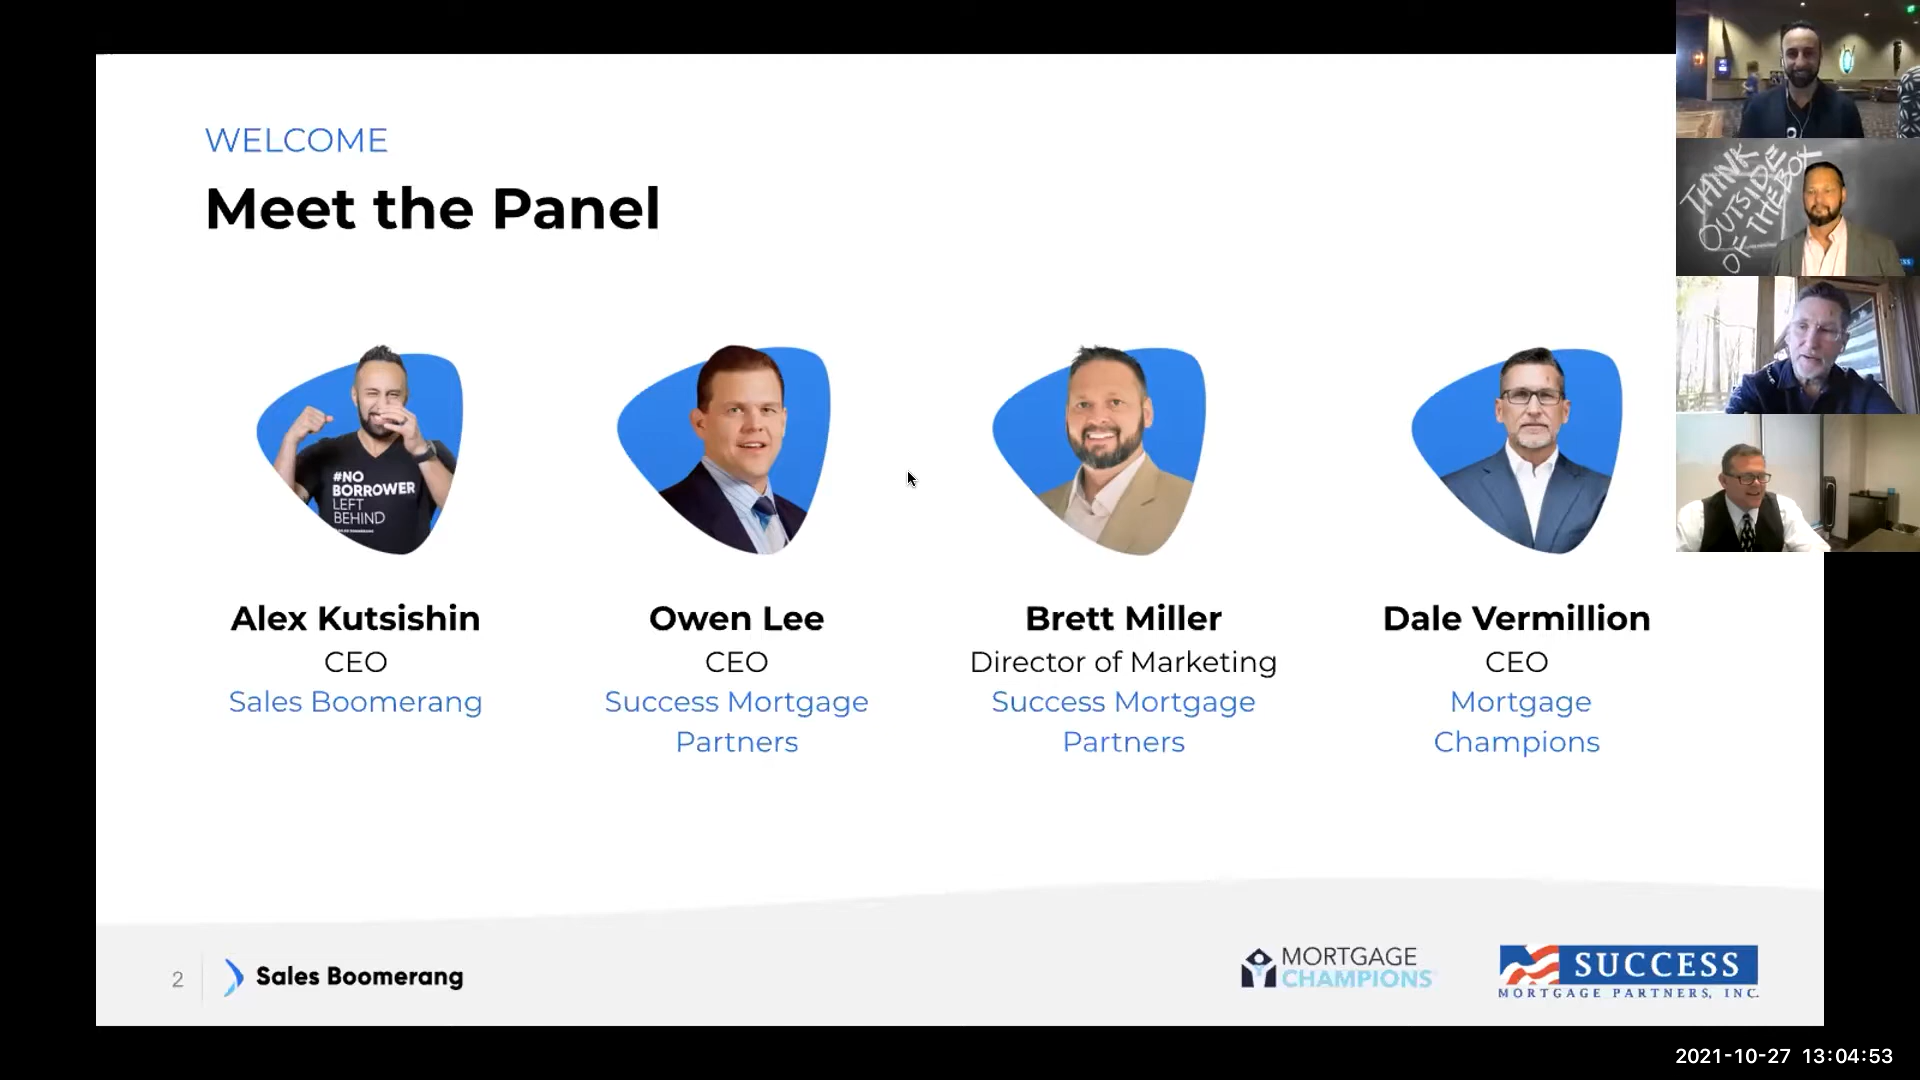 WELCOME
Meet the Panel
#NO
BORROWER
LEFT
BEHIND
Alex Kutsishin
CEO
Sales Boomerang
Owen Lee
CEO
Success Mortgage
Partners
Brett Miller
Director of Marketing
Success Mortgage
Partners
Dale Vermillion
CEO
Mortgage
Champions
THINK
OUTSIDE
OF THE BOX
2
Sales Boomerang
MORTGAGE
CHAMPIONS
SUCCESS
MORTGAGE PARTNERS, INC.
2021-10-27 13:04:53